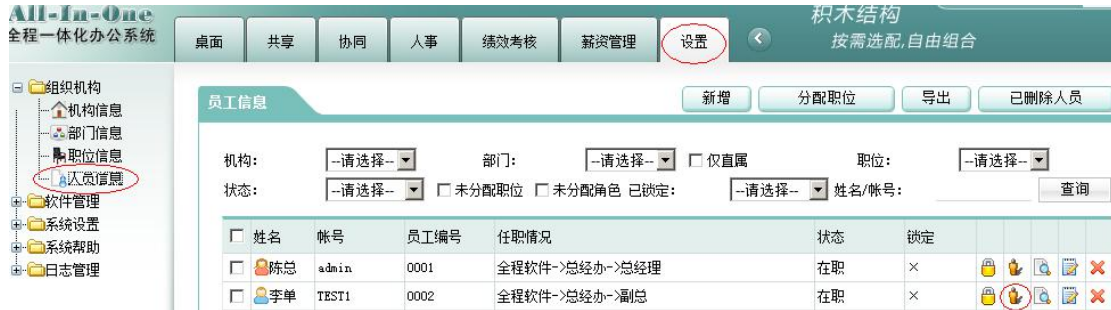 All-In-One
全程一体化办公系统
桌面 共享 协同 人事 绩效考核 薪资管理 设置
积木结构
按需选配,自由组合
组织机构
机构信息
部门信息
职位信息
人员信息
软件管理
系统设置
系统帮助
日志管理
员工信息 新增 分配职位 导出 已删除人员
机构: --请选择-- 部门: --请选择-- 仅直属 职位: --请选择--
状态: --请选择-- 未分配职位 未分配角色 已锁定: --请选择-- 姓名/帐号: 查询
姓名 帐号 员工编号 任职情况 状态 锁定
陈总 admin 0001 全程软件->总经办->总经理 在职 ×
李单 TEST1 0002 全程软件->总经办->副总 在职 ×